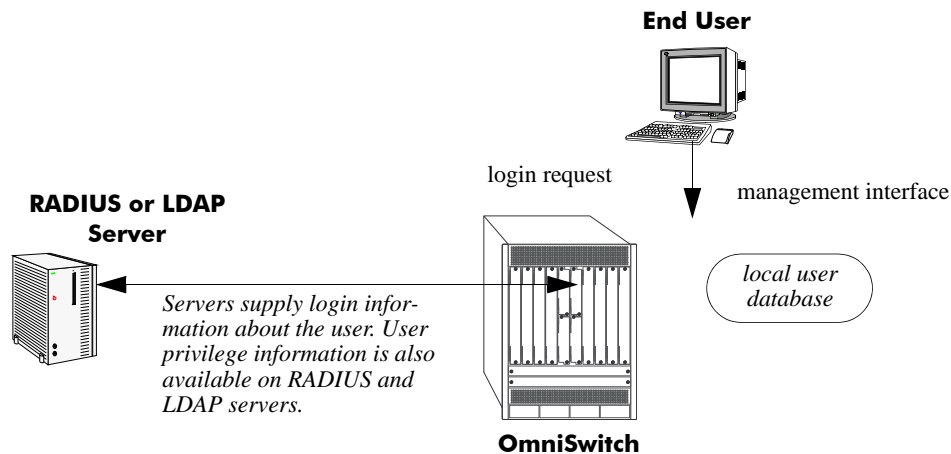 End User
login request
management interface
RADIUS or LDAP
Server
local user
database
Servers supply login infor-
mation about the user. User
privilege information is also
available on RADIUS and
LDAP servers.
OmniSwitch